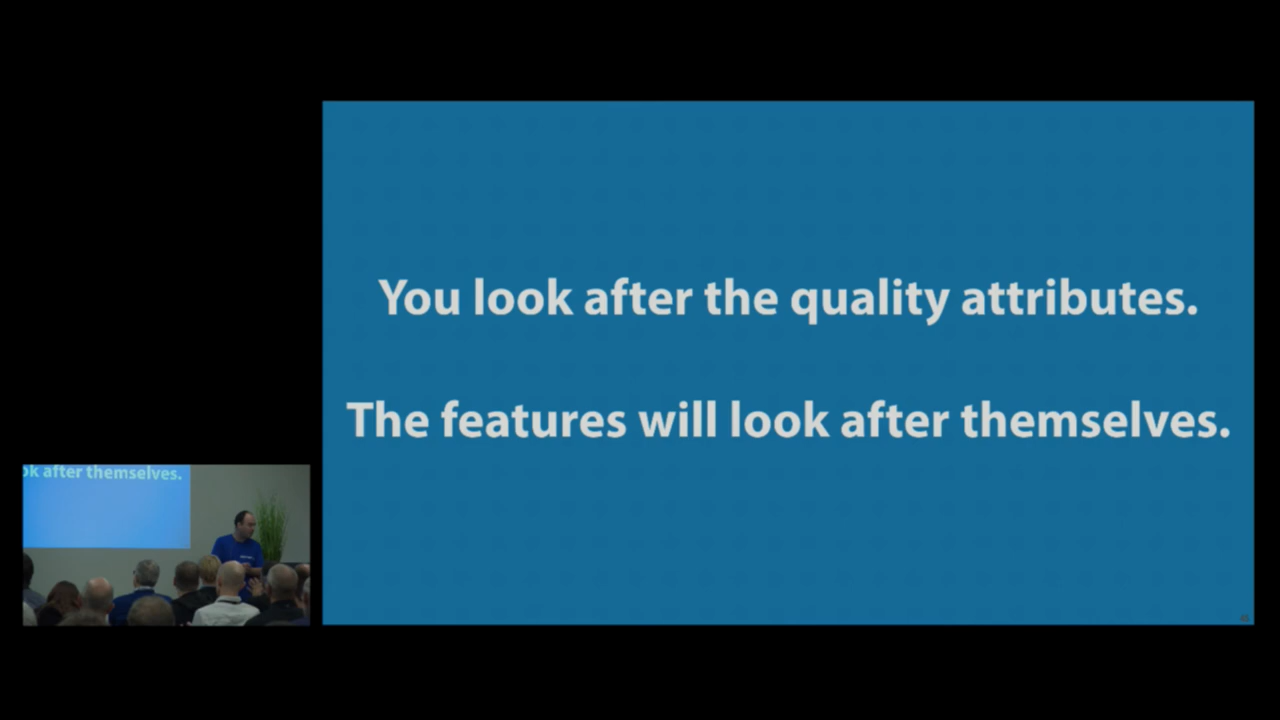 You look after the quality attributes.
The features will look after themselves.
ok after themselves.